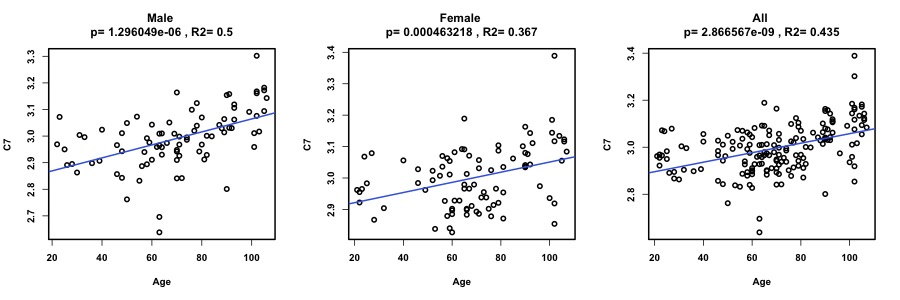 Male
p= 1.296049e-06 , R2= 0.5
C7
3.3
3.2
3.1
3.0
2.9
2.8
2.7
20 40 60 80 100
Age
Female
p= 0.000463218 , R2= 0.367
C7
3.4
3.3
3.2
3.1
3.0
2.9
20 40 60 80 100
Age
All
p= 2.866567e-09 , R2= 0.435
C7
3.4
3.2
3.0
2.8
20 40 60 80 100
Age